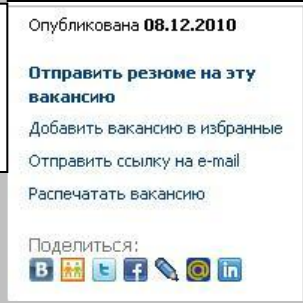 Опубликована 08.12.2010
Отправить резюме на эту
вакансию
Добавить вакансию в избранные
Отправить ссылку на e-mail
Распечатать вакансию
Поделиться: